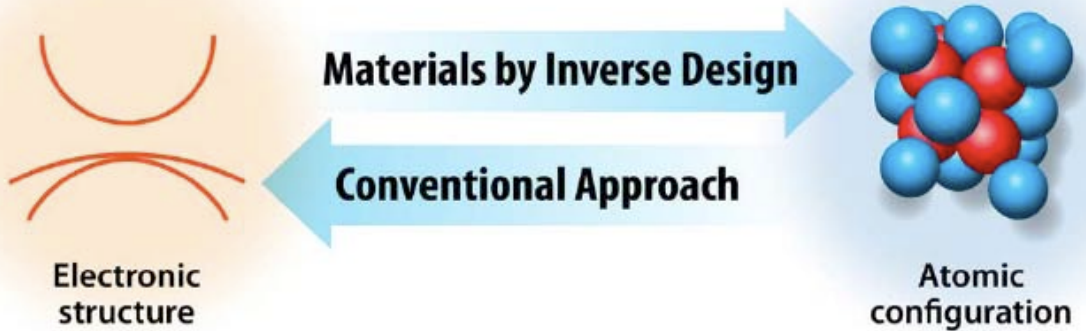 Materials by Inverse Design
Conventional Approach
Electronic
structure
Atomic
configuration